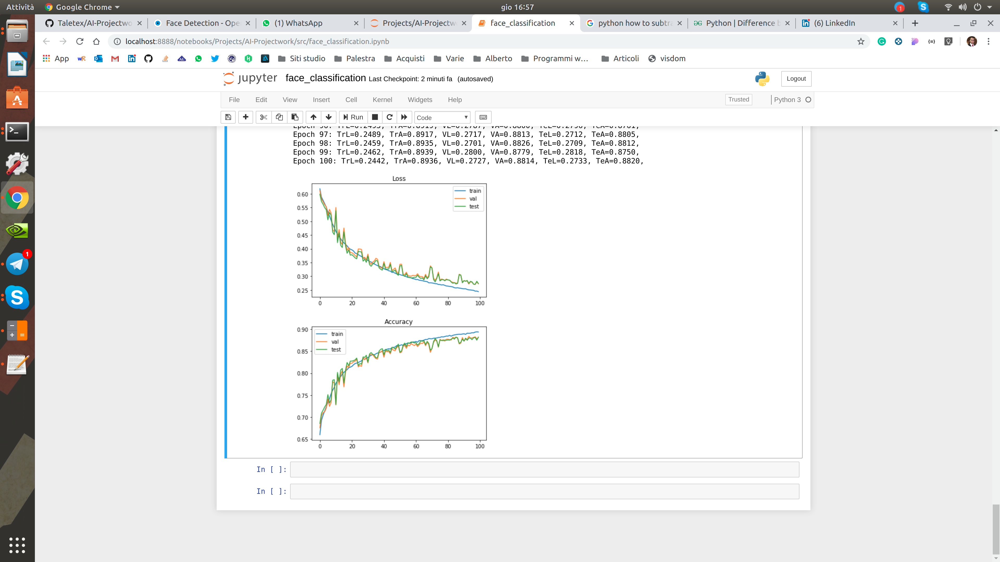 Attività Google Chrome gio 16:57 1
Taletex/AI-Projectwo Face Detection - Ope (1) WhatsApp Projects/AI-Projectw face_classification python how to subtra Python | Difference b (6) LinkedIn
localhost:8888/notebooks/Projects/AI-Projectwork/src/face_classification.ipynb
App Siti studio Palestra Acquisti Varie Alberto Programmi w... Articoli visdom
jupyter face_classification Last Checkpoint: 2 minuti fa (autosaved) Logout
File Edit View Insert Cell Kernel Widgets Help Trusted Python 3
Run Code
Epoch 97: TrL=0.2489, TrA=0.8917, VL=0.2717, VA=0.8813, TeL=0.2712, TeA=0.8805,
Epoch 98: TrL=0.2459, TrA=0.8935, VL=0.2701, VA=0.8826, TeL=0.2709, TeA=0.8812,
Epoch 99: TrL=0.2462, TrA=0.8939, VL=0.2800, VA=0.8779, TeL=0.2818, TeA=0.8750,
Epoch 100: TrL=0.2442, TrA=0.8936, VL=0.2727, VA=0.8814, TeL=0.2733, TeA=0.8820,
Loss
train
val
test
0.60
0.55
0.50
0.45
0.40
0.35
0.30
0.25
0 20 40 60 80 100
Accuracy
train
val
test
0.90
0.85
0.80
0.75
0.70
0.65
0 20 40 60 80 100
In [ ]:
In [ ]:
1